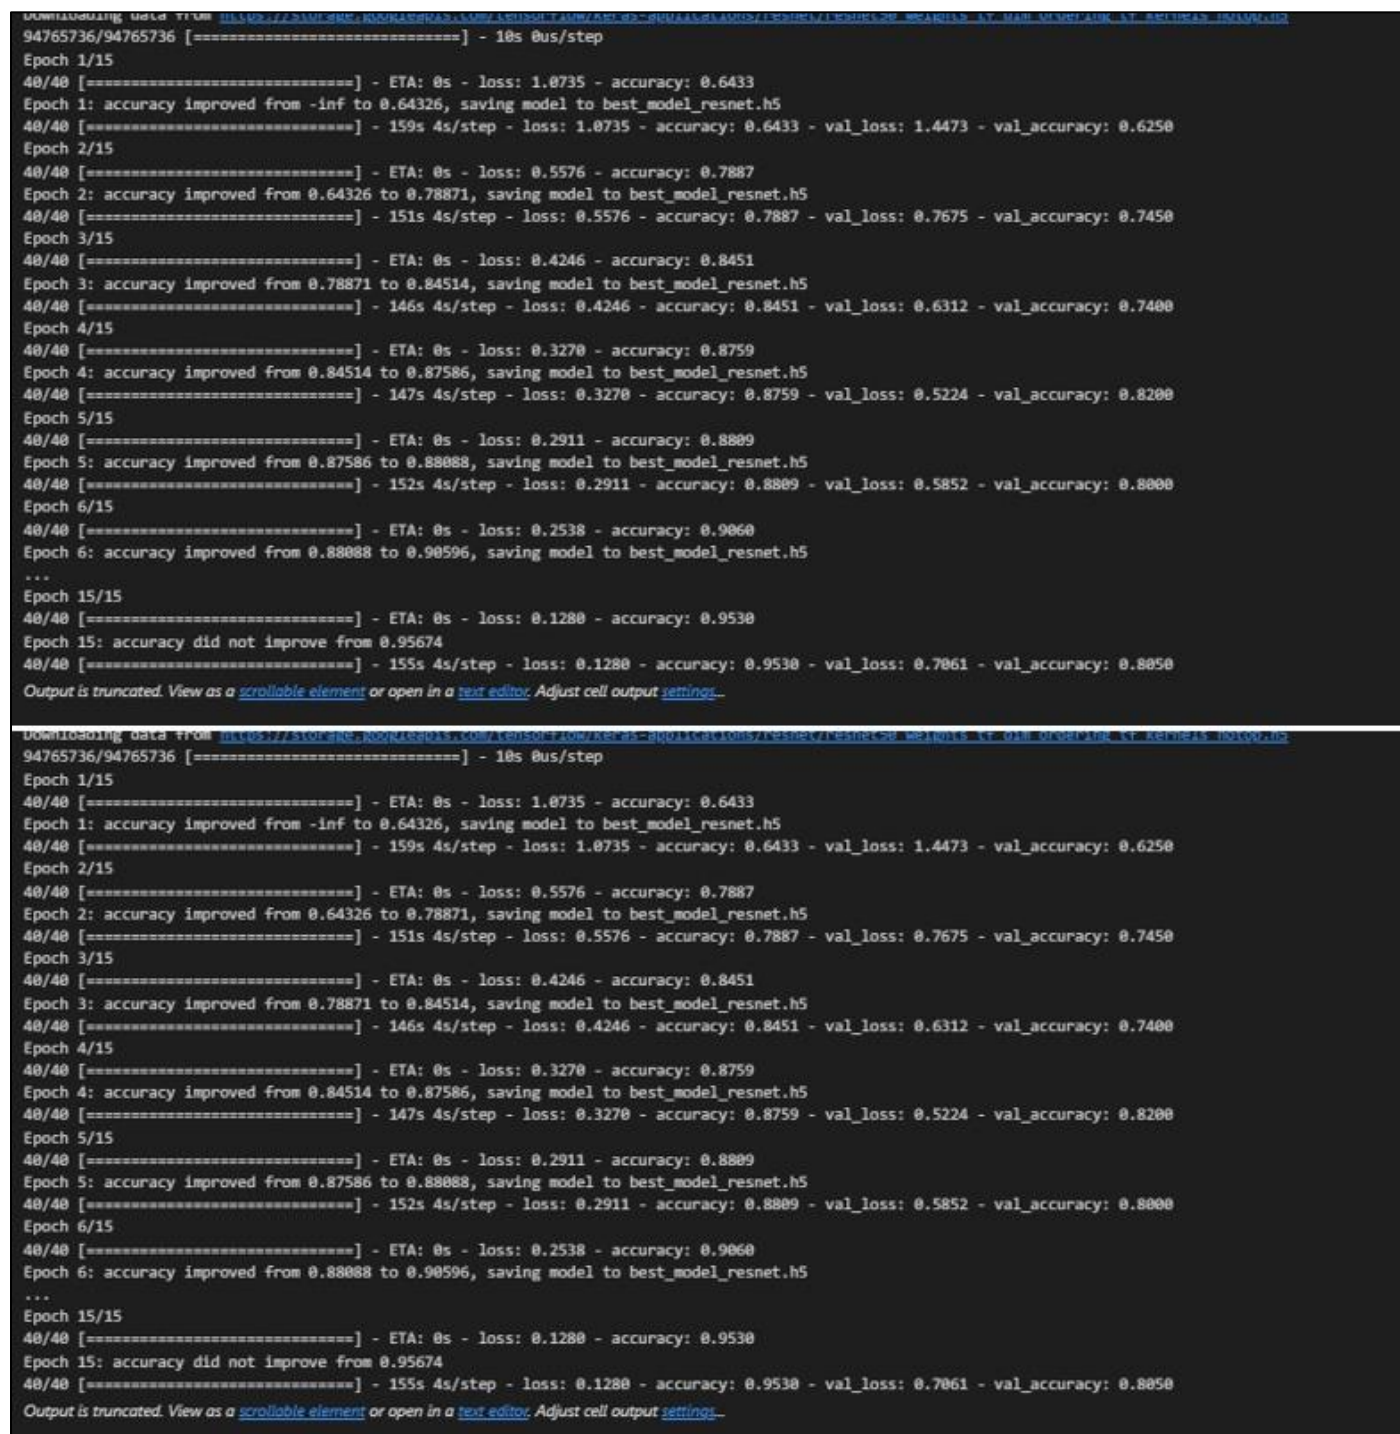 Downloading data from https://storage.googleapis.com/tensorflow/keras-applications/resnet/resnet50_weights_tf_dim_ordering_tf_kernels_notop.h5
94765736/94765736 [==============================] - 10s 0us/step
Epoch 1/15
40/40 [==============================] - ETA: 0s - loss: 1.0735 - accuracy: 0.6433
Epoch 1: accuracy improved from -inf to 0.64326, saving model to best_model_resnet.h5
40/40 [==============================] - 159s 4s/step - loss: 1.0735 - accuracy: 0.6433 - val_loss: 1.4473 - val_accuracy: 0.6250
Epoch 2/15
40/40 [==============================] - ETA: 0s - loss: 0.5576 - accuracy: 0.7887
Epoch 2: accuracy improved from 0.64326 to 0.78871, saving model to best_model_resnet.h5
40/40 [==============================] - 151s 4s/step - loss: 0.5576 - accuracy: 0.7887 - val_loss: 0.7675 - val_accuracy: 0.7450
Epoch 3/15
40/40 [==============================] - ETA: 0s - loss: 0.4246 - accuracy: 0.8451
Epoch 3: accuracy improved from 0.78871 to 0.84514, saving model to best_model_resnet.h5
40/40 [==============================] - 146s 4s/step - loss: 0.4246 - accuracy: 0.8451 - val_loss: 0.6312 - val_accuracy: 0.7400
Epoch 4/15
40/40 [==============================] - ETA: 0s - loss: 0.3270 - accuracy: 0.8759
Epoch 4: accuracy improved from 0.84514 to 0.87586, saving model to best_model_resnet.h5
40/40 [==============================] - 147s 4s/step - loss: 0.3270 - accuracy: 0.8759 - val_loss: 0.5224 - val_accuracy: 0.8200
Epoch 5/15
40/40 [==============================] - ETA: 0s - loss: 0.2911 - accuracy: 0.8809
Epoch 5: accuracy improved from 0.87586 to 0.88088, saving model to best_model_resnet.h5
40/40 [==============================] - 152s 4s/step - loss: 0.2911 - accuracy: 0.8809 - val_loss: 0.5852 - val_accuracy: 0.8000
Epoch 6/15
40/40 [==============================] - ETA: 0s - loss: 0.2538 - accuracy: 0.9060
Epoch 6: accuracy improved from 0.88088 to 0.90596, saving model to best_model_resnet.h5
...
Epoch 15/15
40/40 [==============================] - ETA: 0s - loss: 0.1280 - accuracy: 0.9530
Epoch 15: accuracy did not improve from 0.95674
40/40 [==============================] - 155s 4s/step - loss: 0.1280 - accuracy: 0.9530 - val_loss: 0.7061 - val_accuracy: 0.8050
Output is truncated. View as a scrollable element or open in a text editor. Adjust cell output settings...
Downloading data from https://storage.googleapis.com/tensorflow/keras-applications/resnet/resnet50_weights_tf_dim_ordering_tf_kernels_notop.h5
94765736/94765736 [==============================] - 10s 0us/step
Epoch 1/15
40/40 [==============================] - ETA: 0s - loss: 1.0735 - accuracy: 0.6433
Epoch 1: accuracy improved from -inf to 0.64326, saving model to best_model_resnet.h5
40/40 [==============================] - 159s 4s/step - loss: 1.0735 - accuracy: 0.6433 - val_loss: 1.4473 - val_accuracy: 0.6250
Epoch 2/15
40/40 [==============================] - ETA: 0s - loss: 0.5576 - accuracy: 0.7887
Epoch 2: accuracy improved from 0.64326 to 0.78871, saving model to best_model_resnet.h5
40/40 [==============================] - 151s 4s/step - loss: 0.5576 - accuracy: 0.7887 - val_loss: 0.7675 - val_accuracy: 0.7450
Epoch 3/15
40/40 [==============================] - ETA: 0s - loss: 0.4246 - accuracy: 0.8451
Epoch 3: accuracy improved from 0.78871 to 0.84514, saving model to best_model_resnet.h5
40/40 [==============================] - 146s 4s/step - loss: 0.4246 - accuracy: 0.8451 - val_loss: 0.6312 - val_accuracy: 0.7400
Epoch 4/15
40/40 [==============================] - ETA: 0s - loss: 0.3270 - accuracy: 0.8759
Epoch 4: accuracy improved from 0.84514 to 0.87586, saving model to best_model_resnet.h5
40/40 [==============================] - 147s 4s/step - loss: 0.3270 - accuracy: 0.8759 - val_loss: 0.5224 - val_accuracy: 0.8200
Epoch 5/15
40/40 [==============================] - ETA: 0s - loss: 0.2911 - accuracy: 0.8809
Epoch 5: accuracy improved from 0.87586 to 0.88088, saving model to best_model_resnet.h5
40/40 [==============================] - 152s 4s/step - loss: 0.2911 - accuracy: 0.8809 - val_loss: 0.5852 - val_accuracy: 0.8000
Epoch 6/15
40/40 [==============================] - ETA: 0s - loss: 0.2538 - accuracy: 0.9060
Epoch 6: accuracy improved from 0.88088 to 0.90596, saving model to best_model_resnet.h5
...
Epoch 15/15
40/40 [==============================] - ETA: 0s - loss: 0.1280 - accuracy: 0.9530
Epoch 15: accuracy did not improve from 0.95674
40/40 [==============================] - 155s 4s/step - loss: 0.1280 - accuracy: 0.9530 - val_loss: 0.7061 - val_accuracy: 0.8050
Output is truncated. View as a scrollable element or open in a text editor. Adjust cell output settings...